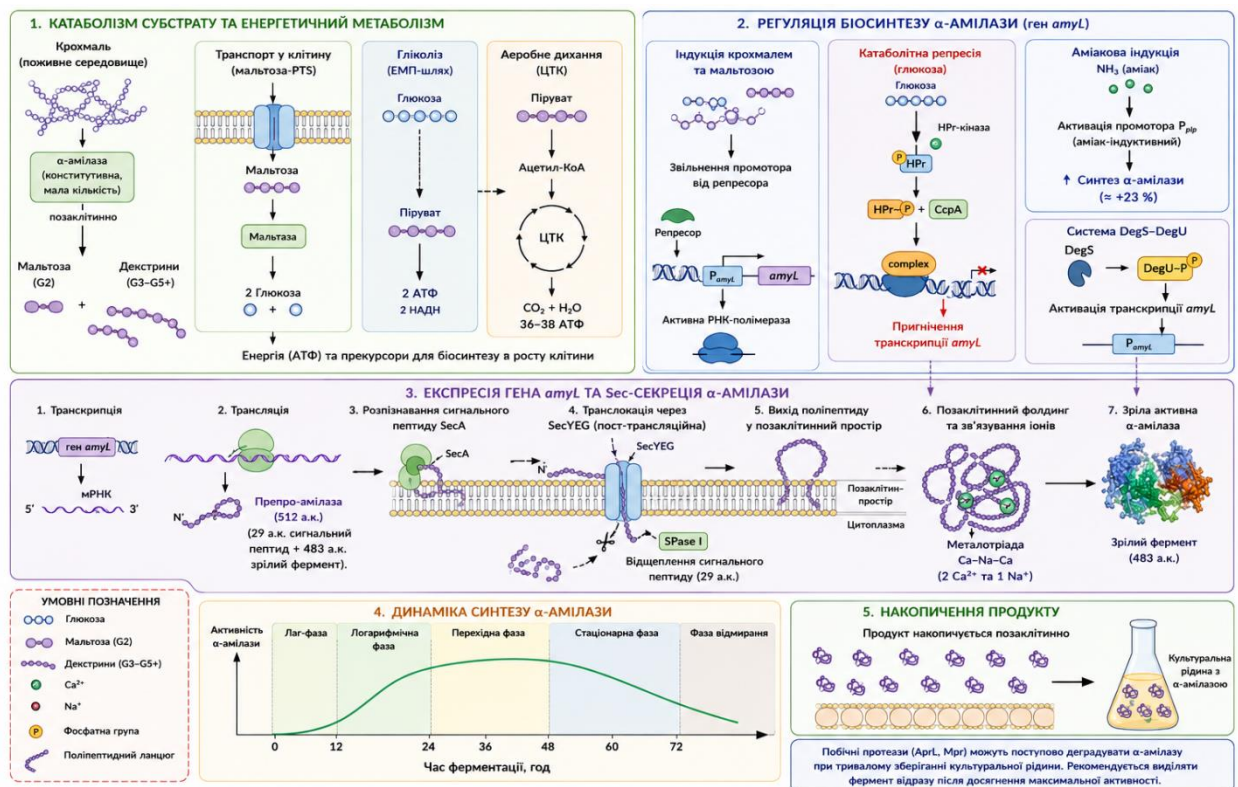 1. КАТАБОЛІЗМ СУБСТРАТУ ТА ЕНЕРГЕТИЧНИЙ МЕТАБОЛІЗМ
Крохмаль
(поживне середовище)
α-амілаза
(конститутивна,
мала кількість)
позаклітинно
Мальтоза
(G2)
+
Декстрини
(G3–G5+)
Транспорт у клітину
(мальтоза-PTS)
Мальтоза
Мальтаза
2 Глюкоза
+
Гліколіз
(ЕМП-шлях)
Глюкоза
Піруват
2 АТФ
2 НАДН
Аеробне дихання
(ЦТК)
Піруват
Ацетил-КоА
ЦТК
CO₂ + H₂O
36–38 АТФ
Енергія (АТФ) та прекурсори для біосинтезу в росту клітини
2. РЕГУЛЯЦІЯ БІОСИНТЕЗУ α-АМІЛАЗИ (ген amyL)
Індукція крохмалем
та мальтозою
Звільнення промотора
від репресора
Репресор
P amyL
amyL
Активна РНК-полімераза
Катаболітна репресія
(глюкоза)
Глюкоза
HPr-кіназа
P
HPr
HPr–P + CcpA
complex
Пригнічення
транскрипції amyL
Аміакова індукція
NH₃ (аміак)
Активація промотора P plp
(аміак-індуктивний)
↑ Синтез α-амілази
(≈ +23 %)
Система DegS–DegU
DegS
DegU–P P
Активація транскрипції amyL
P amyL
3. ЕКСПРЕСІЯ ГЕНА amyL ТА Sec-СЕКРЕЦІЯ α-АМІЛАЗИ
1. Транскрипція
ген amyL
мРНК
5' 3'
2. Трансляція
N'
Препро-амілаза
(512 а.к.)
(29 а.к. сигнальний
пептид + 483 а.к.
зрілий фермент).
3. Розпізнавання сигнального
пептиду SecA
SecA
4. Транслокація через
SecYEG (пост-трансляційна)
SecYEG
N'
SPase I
Відщеплення сигнального
пептиду (29 а.к.)
5. Вихід поліпептиду
у позаклітинний простір
Позаклітин-
простір
Цитоплазма
6. Позаклітинний фолдинг
та зв'язування іонів
Металотріада
Ca–Na–Ca
(2 Ca²⁺ та 1 Na⁺)
7. Зріла активна
α-амілаза
Зрілий фермент
(483 а.к.)
УМОВНІ ПОЗНАЧЕННЯ
Глюкоза
Мальтоза (G2)
Декстрини (G3–G5+)
Ca²⁺
Na⁺
P Фосфатна група
Поліпептидний ланцюг
4. ДИНАМІКА СИНТЕЗУ α-АМІЛАЗИ
Активність
α-амілази
Лаг-фаза
Логарифмічна
фаза
Перехідна фаза
Стаціонарна фаза
Фаза відмираня
0 12 24 36 48 60 72
Час ферментації, год
5. НАКОПИЧЕННЯ ПРОДУКТУ
Продукт накопичується позаклітинно
Культуральна
рідина з
α-амілазою
Побічні протеази (AprL, Mpr) можуть поступово деградувати α-амілазу
при тривалому зберіганні культуральної рідини. Рекомендується виділяти
фермент відразу після досягнення максимальної активності.